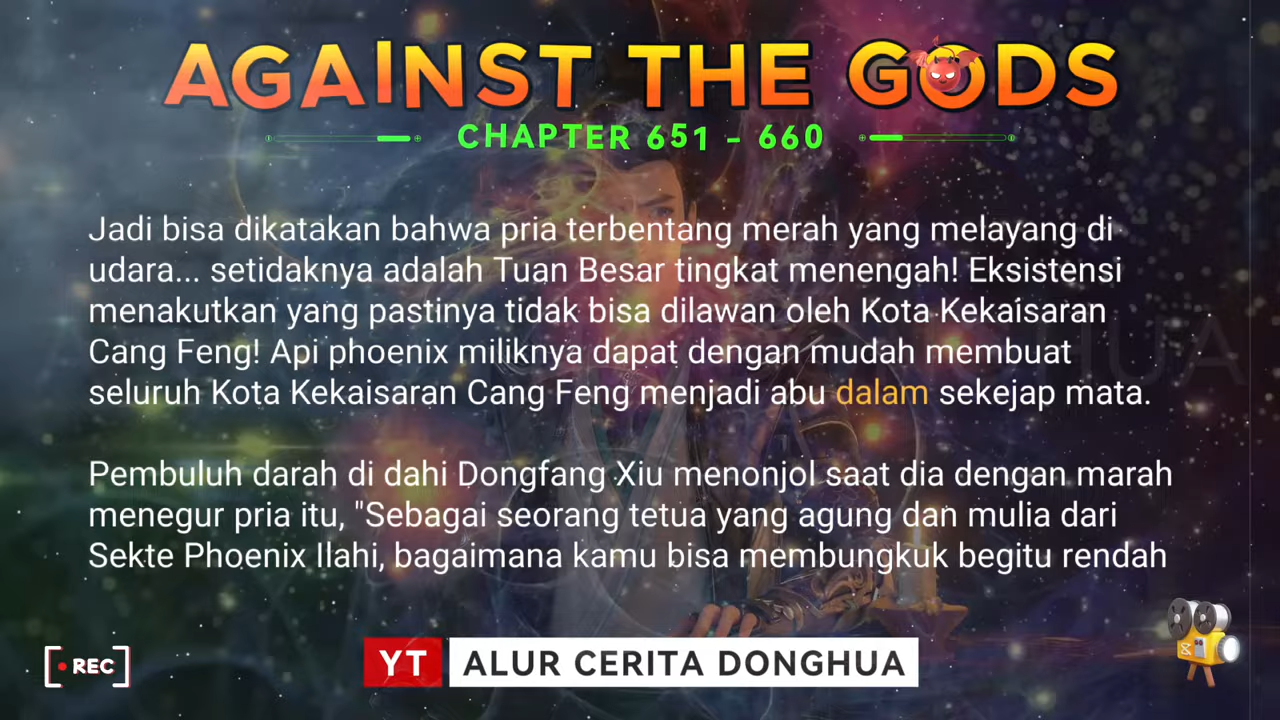 AGAINST THE GODS
CHAPTER 651 - 660
Jadi bisa dikatakan bahwa pria terbentang merah yang melayang di
udara... setidaknya adalah Tuan Besar tingkat menengah! Eksistensi
menakutkan yang pastinya tidak bisa dilawan oleh Kota Kekaisaran
Cang Feng! Api phoenix miliknya dapat dengan mudah membuat
seluruh Kota Kekaisaran Cang Feng menjadi abu dalam sekejap mata.
Pembuluh darah di dahi Dongfang Xiu menonjol saat dia dengan marah
menegur pria itu, "Sebagai seorang tetua yang agung dan mulia dari
Sekte Phoenix Ilahi, bagaimana kamu bisa membungkuk begitu rendah
REC
YT ALUR CERITA DONGHUA